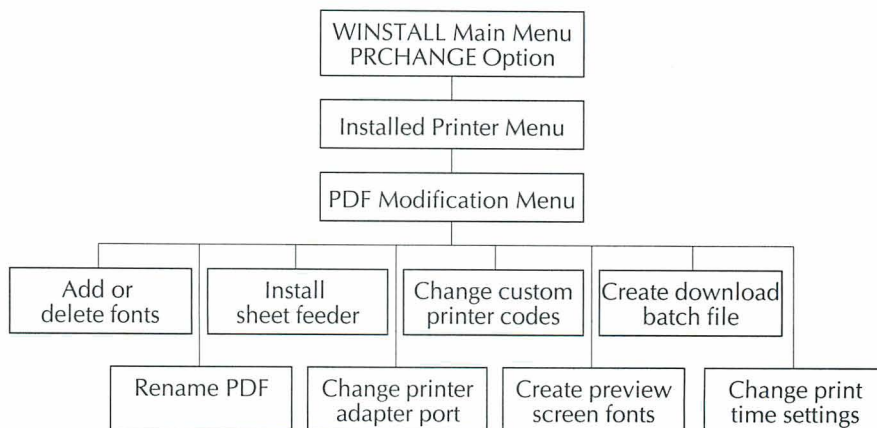 WINSTALL Main Menu
PRCHANGE Option
Installed Printer Menu
PDF Modification Menu
Add or
delete fonts
Install
sheet feeder
Change custom
printer codes
Create download
batch file
Rename PDF
Change printer
adapter port
Create preview
screen fonts
Change print
time settings